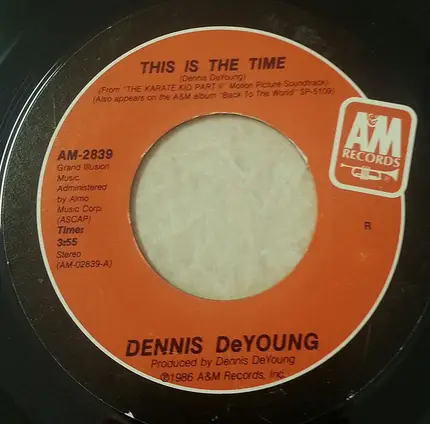 THIS IS THE TIME
(Dennis DeYoung)
(From "THE KARATE KID PART II" Motion Picture Soundtrack)
(Also appears on the A&M album "Back To The World" SP-5109)
A&M
RECORDS
AM-2839
Grand Illusion
Music
Administered
by Almo
Music Corp.
(ASCAP)
Time:
3:55
Stereo
(AM-02839-A)
R
DENNIS DeYOUNG
Produced by Dennis DeYoung
℗1986 A&M Records, Inc.